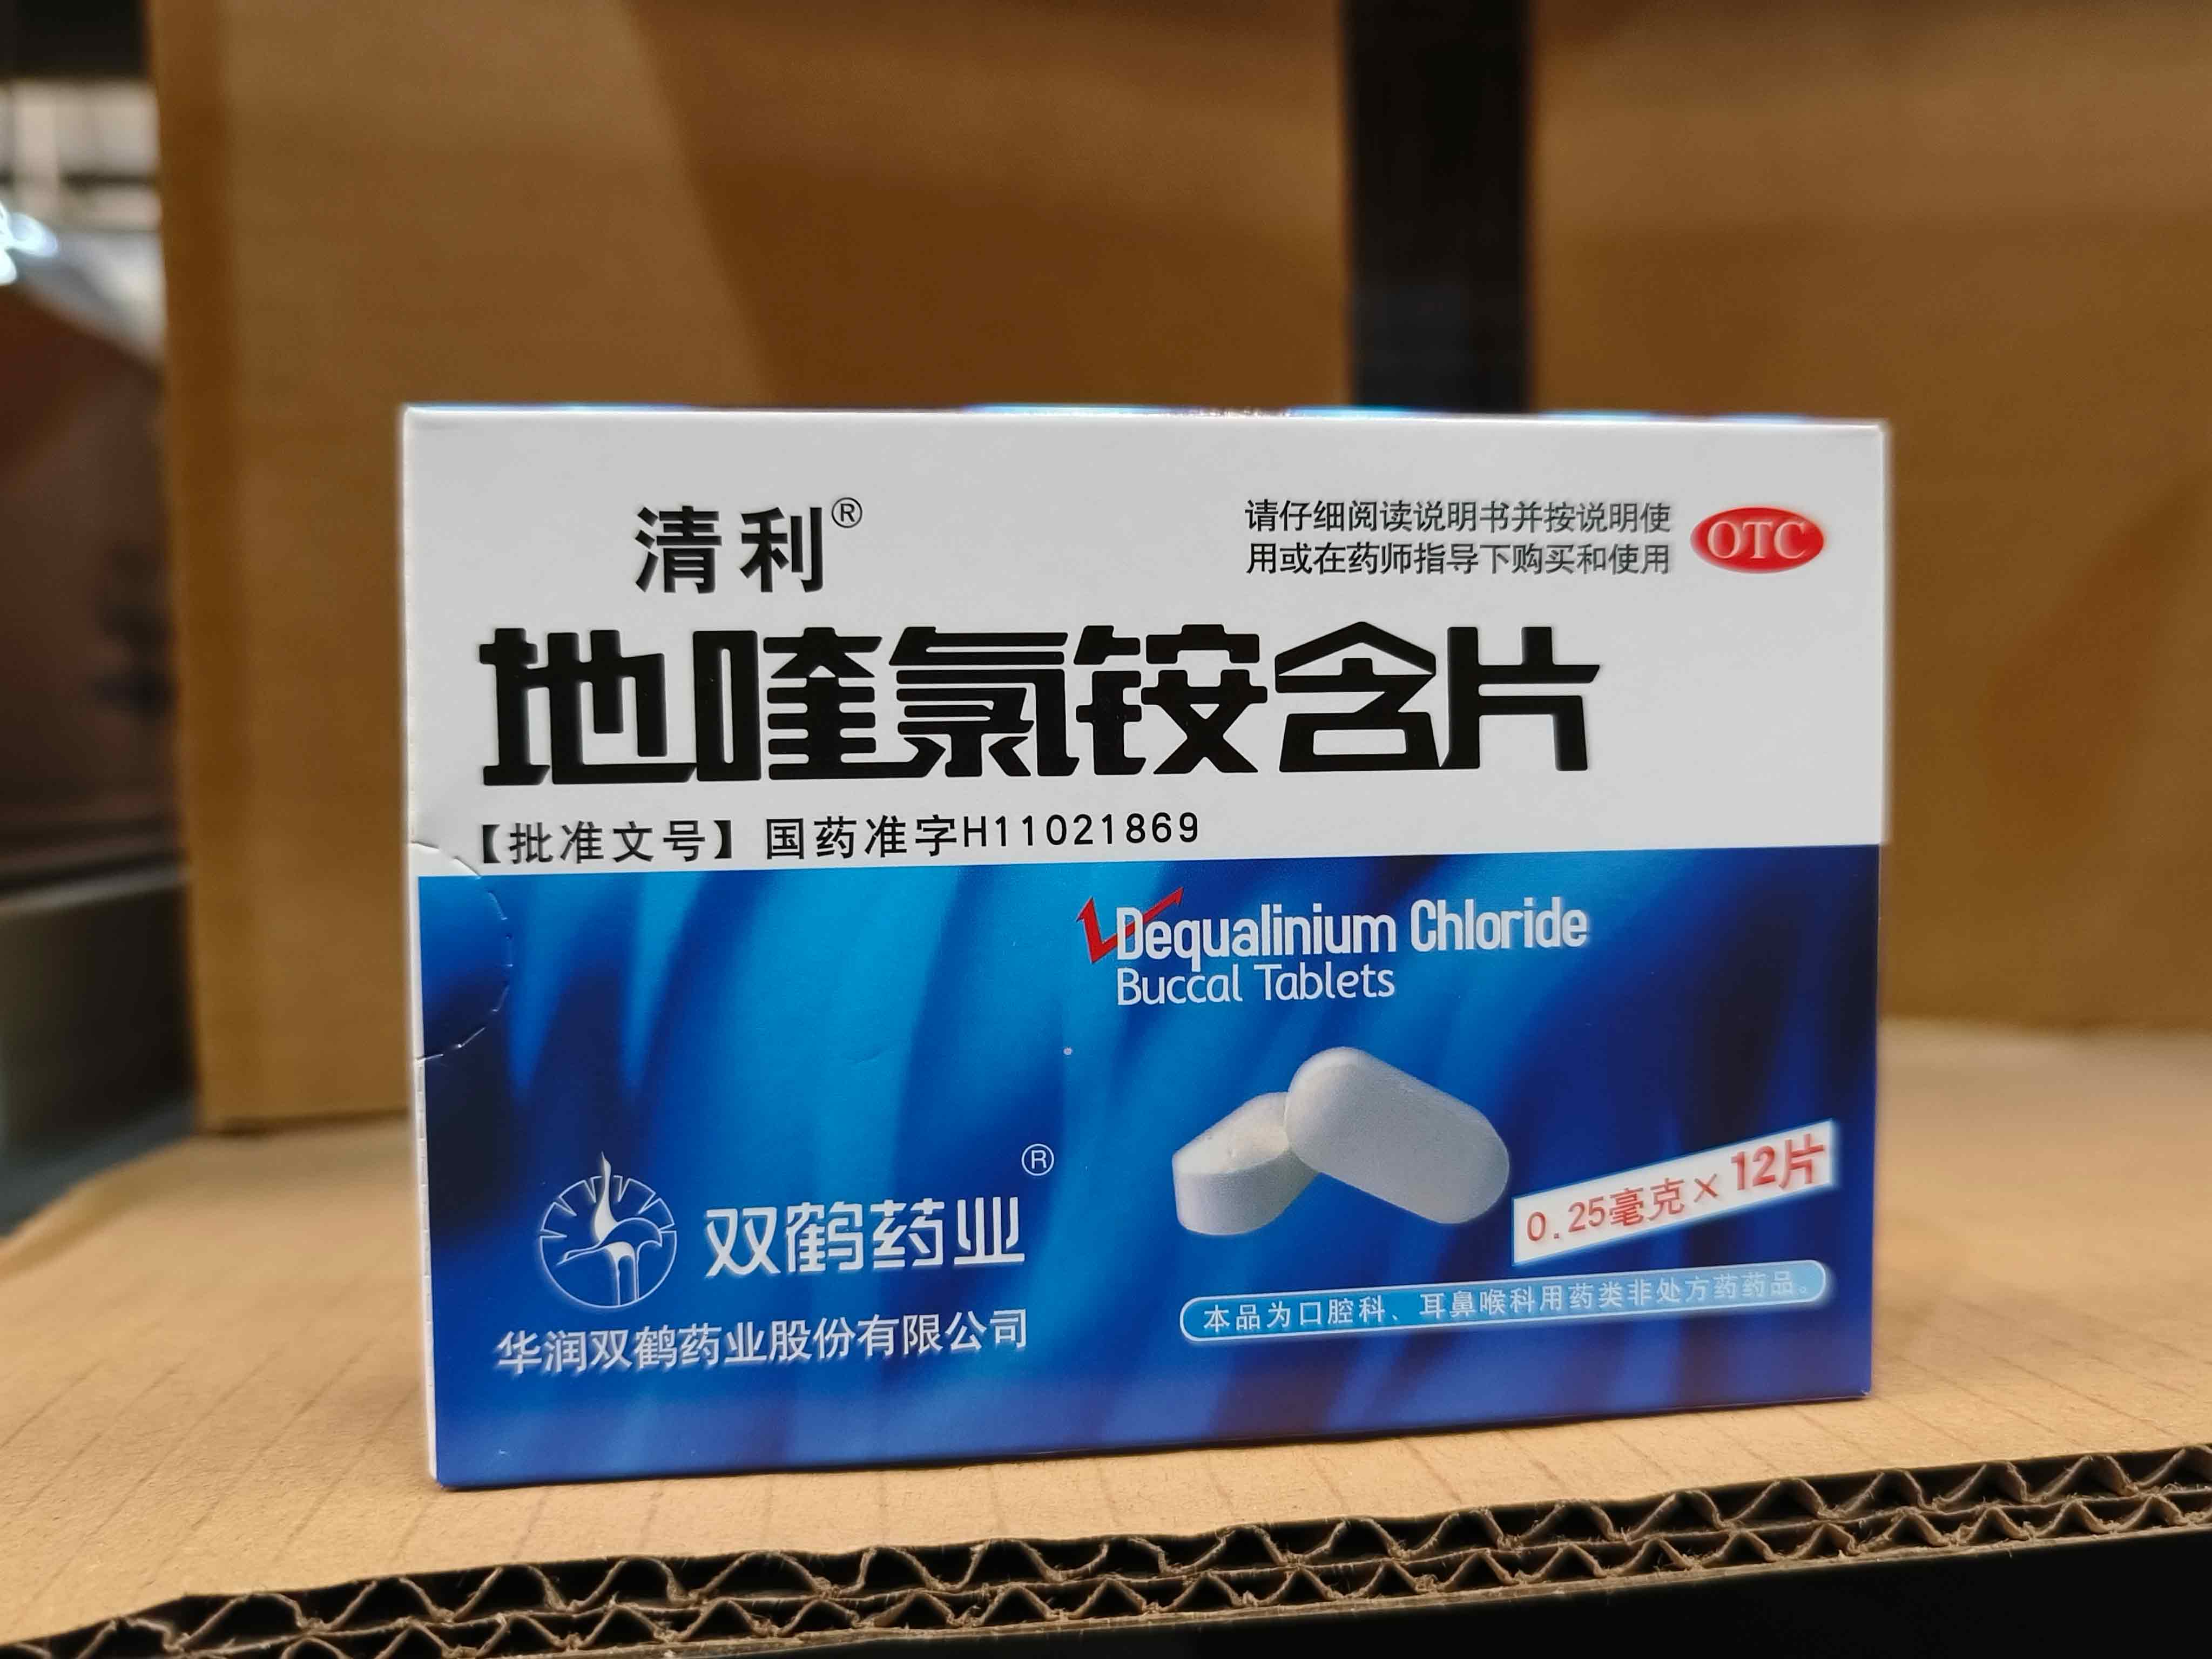 清利®
请仔细阅读说明书并按说明使
用或在药师指导下购买和使用
OTC
地喹氯铵含片
【批准文号】国药准字H11021869
Dequalinium Chloride
Buccal Tablets
0.25毫克×12片
双鹤药业®
华润双鹤药业股份有限公司
本品为口腔科、耳鼻喉科用药类非处方药药品。